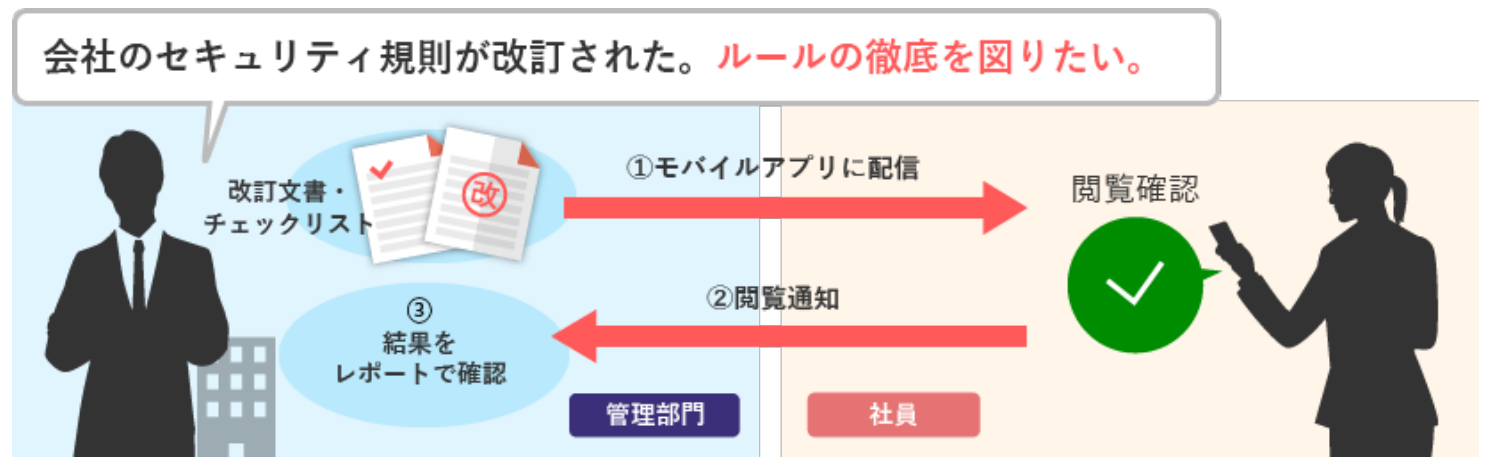 会社のセキュリティ規則が改訂された。ルールの徹底を図りたい。
改訂文書・
チェックリスト
改
①モバイルアプリに配信
閲覧確認
②閲覧通知
③
結果を
レポートで確認
管理部門
社員